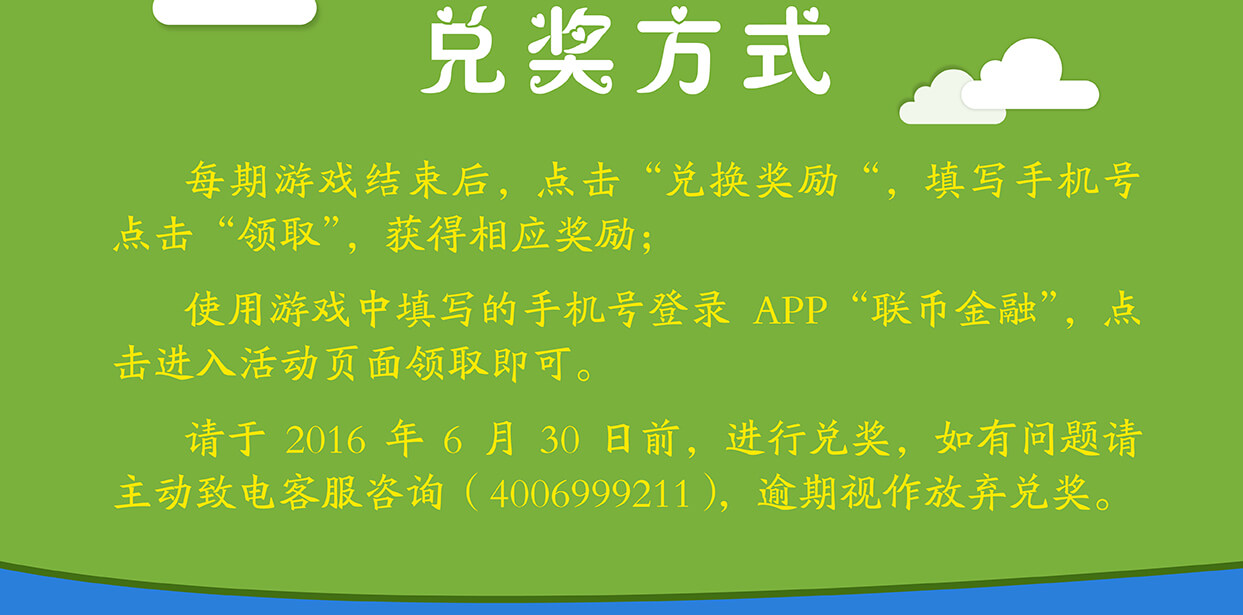 兑奖方式
每期游戏结束后，点击“兑换奖励“，填写手机号
点击“领取”，获得相应奖励；
使用游戏中填写的手机号登录 APP“联币金融”，点
击进入活动页面领取即可。
请于 2016 年 6 月 30 日前，进行兑奖，如有问题请
主动致电客服咨询（4006999211），逾期视作放弃兑奖。